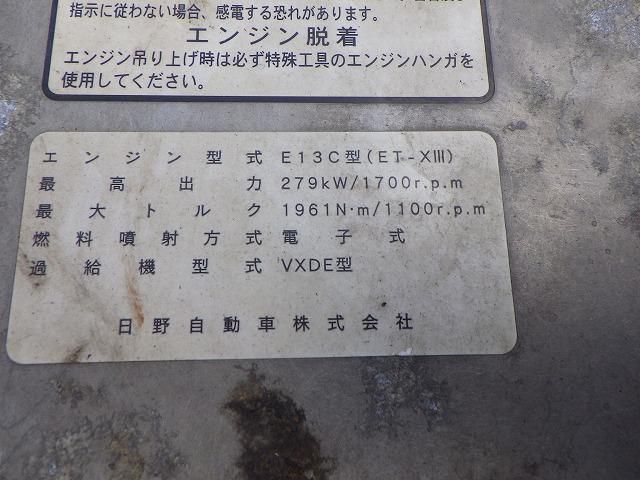 指示に従わない場合、感電する恐れがあります。
エンジン脱着
エンジン吊り上げ時は必ず特殊工具のエンジンハンガを
使用してください。
エンジン型式 E13C型(ET-XIII)
最高出力 279kW/1700r.p.m
最大トルク 1961N·m/1100r.p.m
燃料噴射方式 電子式
過給機型式 VXDE型
日野自動車株式会社